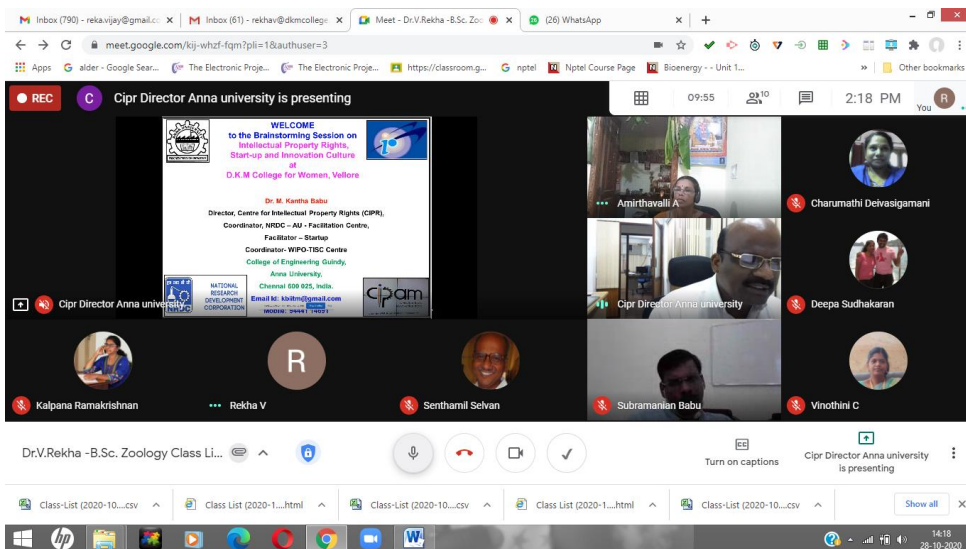 Inbox (790) - reka.vijay@gmail.cc
Inbox (61) - rekhav@dkmcollege
Meet - Dr.V.Rekha -B.Sc. Zoo
(26) WhatsApp
meet.google.com/kij-whzf-fqm?pli=1&authuser=3
Apps
alder - Google Sear...
The Electronic Proje...
The Electronic Proje...
https://classroom.g...
nptel
Nptel Course Page
Bioenergy - - Unit 1...
Other bookmarks
REC
C
Cipr Director Anna university is presenting
09:55
10
2:18 PM
You
R
WELCOME
to the Brainstorming Session on
Intellectual Property Rights,
Start-up and Innovation Culture
at
D.K.M College for Women, Vellore
Dr. M. Kantha Babu
Director, Centre for Intellectual Property Rights (CIPR),
Coordinator, NRDC – AU - Facilitation Centre,
Facilitator – Startup
Coordinator- WIPO-TISC Centre
College of Engineering Guindy,
Anna University,
Chennai 600 025, India.
Email Id: kbiitm@gmail.com
NATIONAL
RESEARCH
DEVELOPMENT
CORPORATION
cipam
Cipr Director Anna university
Amirthavalli A
Charumathi Deivasigamani
Cipr Director Anna university
Deepa Sudhakaran
Kalpana Ramakrishnan
R
Rekha V
Senthamil Selvan
Subramanian Babu
Vinothini C
Dr.V.Rekha -B.Sc. Zoology Class Li...
Turn on captions
Cipr Director Anna university
is presenting
Class-List (2020-10....csv
Class List (2020-1....html
Class-List (2020-10....csv
Class List (2020-1....html
Class-List (2020-10....csv
Show all
14:18
28-10-2020